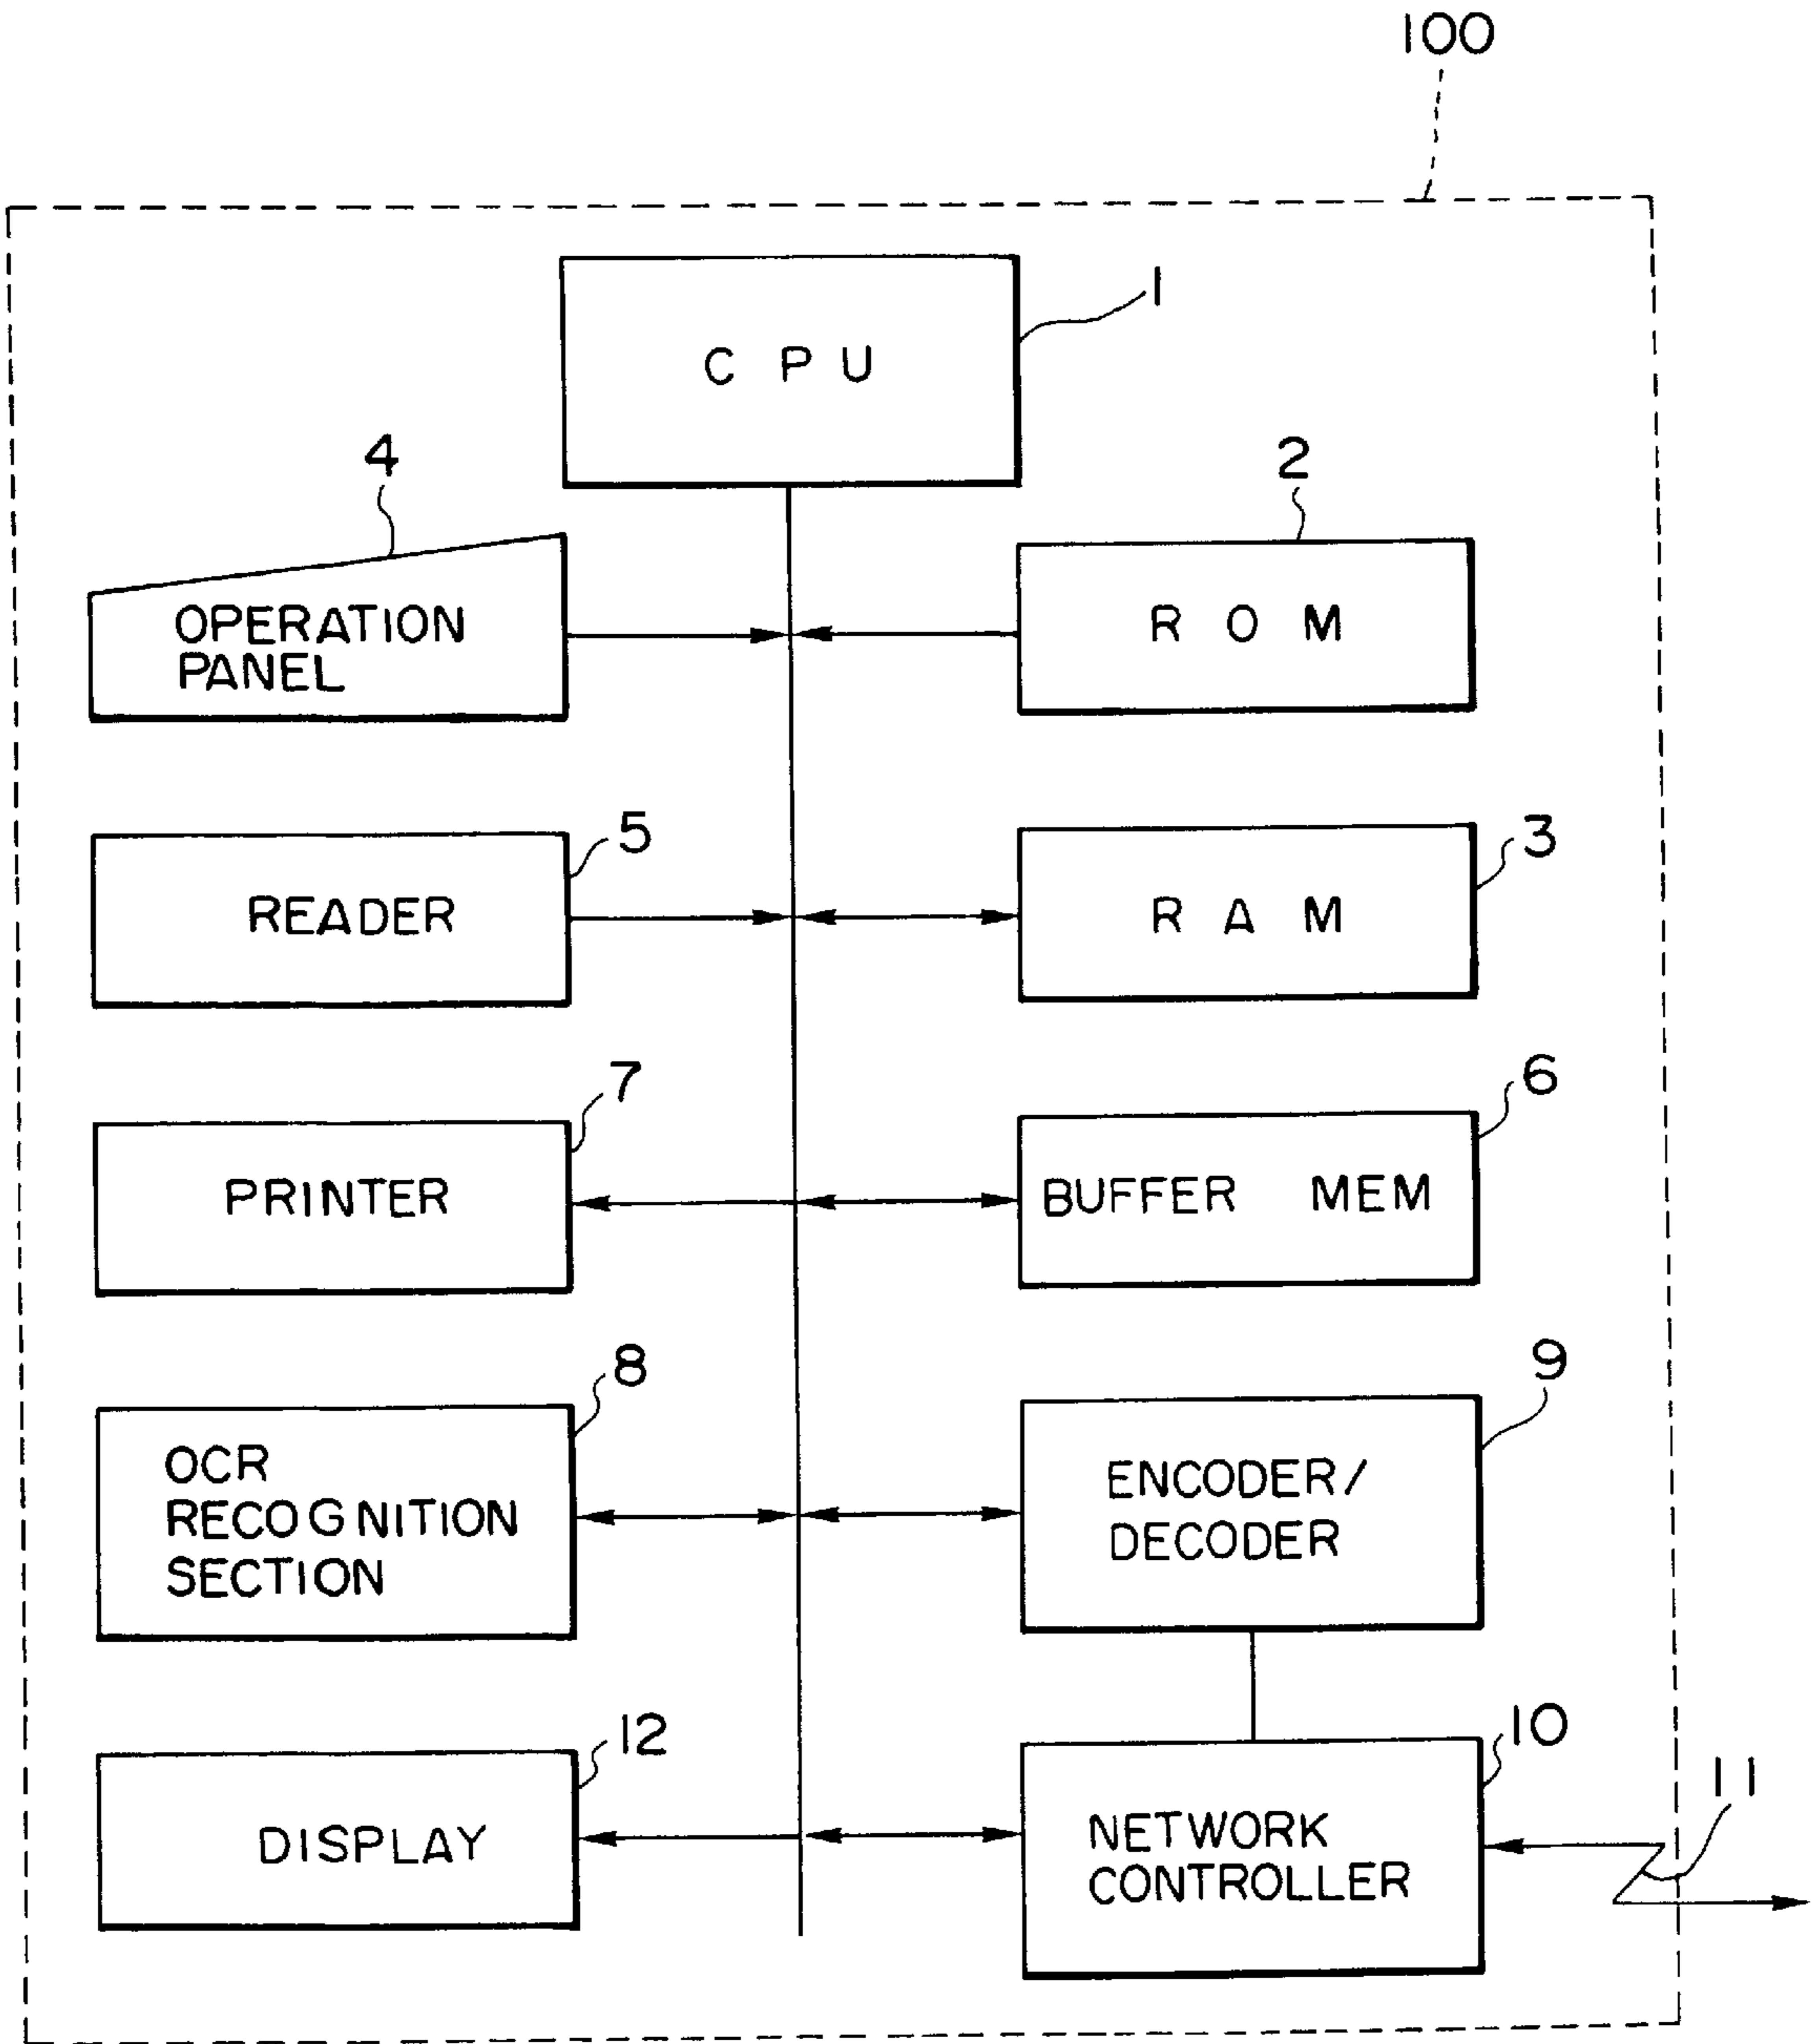 100
1
C P U
4
2
OPERATION
PANEL
R O M
5
3
READER
R A M
7
6
PRINTER
BUFFER MEM
8
9
OCR
RECOGNITION
SECTION
ENCODER/
DECODER
12
10
11
DISPLAY
NETWORK
CONTROLLER